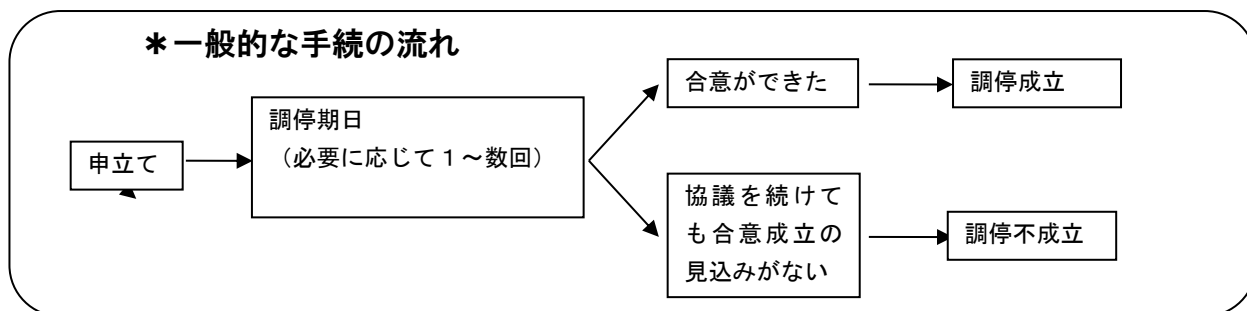 ＊一般的な手続の流れ
申立て
調停期日
（必要に応じて１～数回）
合意ができた
調停成立
協議を続けて
も合意成立の
見込みがない
調停不成立